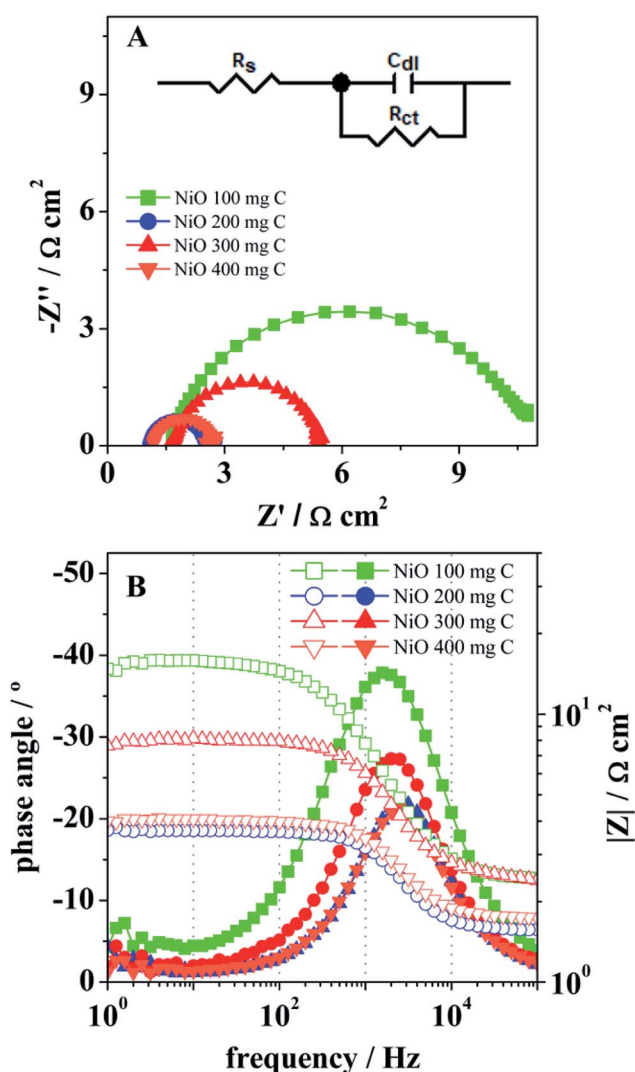 A
Rs
Cdl
Rct
9
6
3
0
NiO 100 mg C
NiO 200 mg C
NiO 300 mg C
NiO 400 mg C
-Z'' / Ω cm²
0 3 6 9
Z' / Ω cm²
B
-50
-40
-30
-20
-10
0
NiO 100 mg C
NiO 200 mg C
NiO 300 mg C
NiO 400 mg C
phase angle / º
10¹
10⁰
|Z| / Ω cm²
10⁰ 10² 10⁴
frequency / Hz